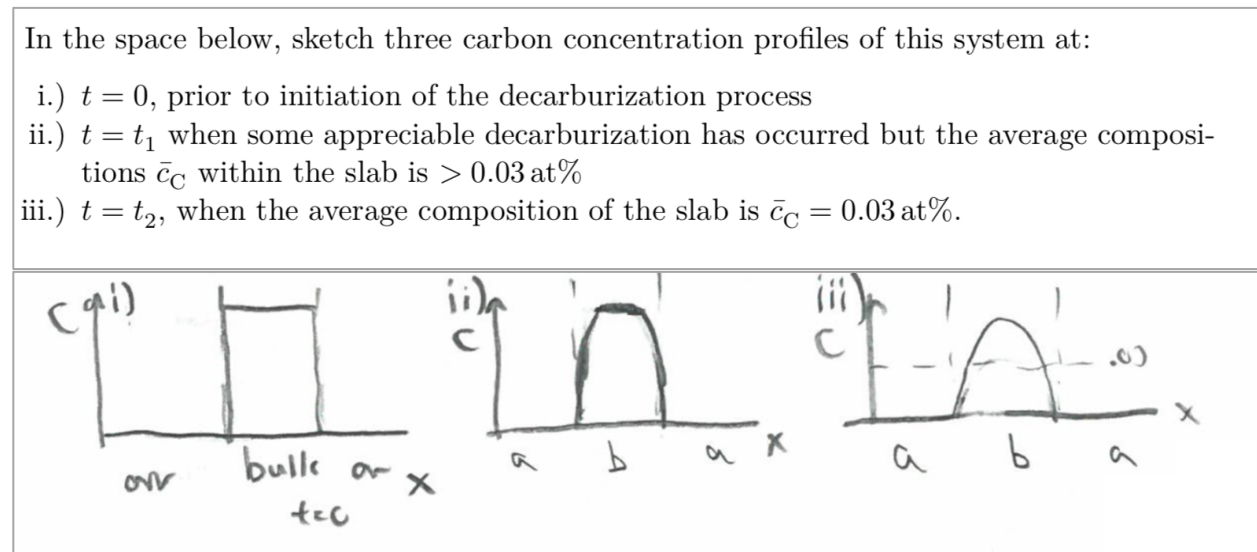 In the space below, sketch three carbon concentration profiles of this system at:
i.) t = 0, prior to initiation of the decarburization process
ii.) t = t₁ when some appreciable decarburization has occurred but the average composi-
tions c̄_C within the slab is > 0.03 at%
iii.) t = t₂, when the average composition of the slab is c̄_C = 0.03 at%.
C i) ii) iii)
C C
.03
x
a b a x a b a
bulk x